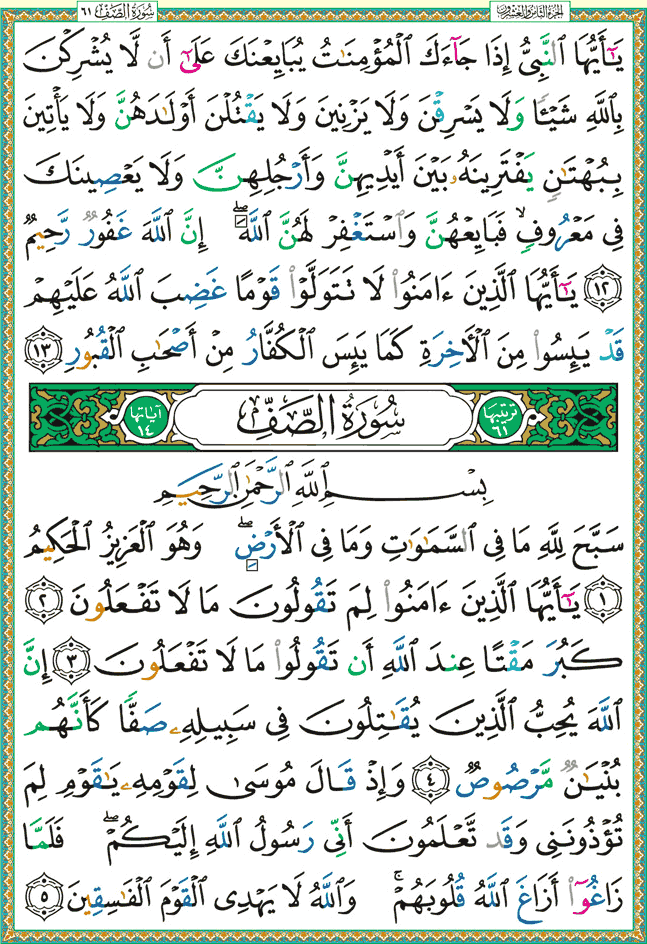 الجزء الثامن والعشرون سورة الصف ٦١
يَـٰٓأَيُّهَا ٱلنَّبِىُّ إِذَا جَآءَكَ ٱلْمُؤْمِنَـٰتُ يُبَايِعْنَكَ عَلَىٰٓ أَن لَّا يُشْرِكْنَ
بِٱللَّهِ شَيْـًٔا وَلَا يَسْرِقْنَ وَلَا يَزْنِينَ وَلَا يَقْتُلْنَ أَوْلَـٰدَهُنَّ وَلَا يَأْتِينَ
بِبُهْتَـٰنٍ يَفْتَرِينَهُۥ بَيْنَ أَيْدِيهِنَّ وَأَرْجُلِهِنَّ وَلَا يَعْصِينَكَ
فِى مَعْرُوفٍ ۙ فَبَايِعْهُنَّ وَٱسْتَغْفِرْ لَهُنَّ ٱللَّهَ ۖ إِنَّ ٱللَّهَ غَفُورٌ رَّحِيمٌ
١٢ يَـٰٓأَيُّهَا ٱلَّذِينَ ءَامَنُوا۟ لَا تَتَوَلَّوْا۟ قَوْمًا غَضِبَ ٱللَّهُ عَلَيْهِمْ
قَدْ يَئِسُوا۟ مِنَ ٱلْـَٔاخِرَةِ كَمَا يَئِسَ ٱلْكُفَّارُ مِنْ أَصْحَـٰبِ ٱلْقُبُورِ ١٣
ترتيبها ٦١ سُورَةُ الصَّفِّ آياتها ١٤
بِسْمِ ٱللَّهِ ٱلرَّحْمَـٰنِ ٱلرَّحِيمِ
سَبَّحَ لِلَّهِ مَا فِى ٱلسَّمَـٰوَٰتِ وَمَا فِى ٱلْأَرْضِ ۖ وَهُوَ ٱلْعَزِيزُ ٱلْحَكِيمُ
١ يَـٰٓأَيُّهَا ٱلَّذِينَ ءَامَنُوا۟ لِمَ تَقُولُونَ مَا لَا تَفْعَلُونَ ٢
كَبُرَ مَقْتًا عِندَ ٱللَّهِ أَن تَقُولُوا۟ مَا لَا تَفْعَلُونَ ٣ إِنَّ
ٱللَّهَ يُحِبُّ ٱلَّذِينَ يُقَـٰتِلُونَ فِى سَبِيلِهِۦ صَفًّا كَأَنَّهُم
بُنْيَـٰنٌ مَّرْصُوصٌ ٤ وَإِذْ قَالَ مُوسَىٰ لِقَوْمِهِۦ يَـٰقَوْمِ لِمَ
تُؤْذُونَنِى وَقَد تَّعْلَمُونَ أَنِّى رَسُولُ ٱللَّهِ إِلَيْكُمْ ۖ فَلَمَّا
زَاغُوٓا۟ أَزَاغَ ٱللَّهُ قُلُوبَهُمْ ۚ وَٱللَّهُ لَا يَهْدِى ٱلْقَوْمَ ٱلْفَـٰسِقِينَ ٥